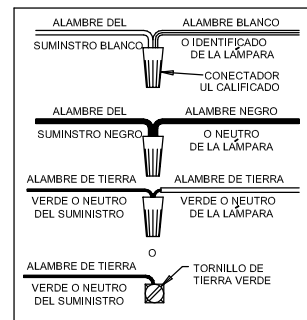 ALAMBRE DEL
SUMINSTRO BLANCO
ALAMBRE BLANCO
O IDENTIFICADO
DE LA LAMPARA
CONECTADOR
UL CALIFICADO
ALAMBRE DEL
SUMINSTRO NEGRO
ALAMBRE NEGRO
O NEUTRO
DE LA LÁMPARA
ALAMBRE DE TIERRA
VERDE O NEUTRO
DEL SUMINISTRO
ALAMBRE DE TIERRA
VERDE O NEUTRO
DE LA LÁMPARA
O
ALAMBRE DE TIERRA
VERDE O NEUTRO
DEL SUMINISTRO
TORNILLO DE
TIERRA VERDE